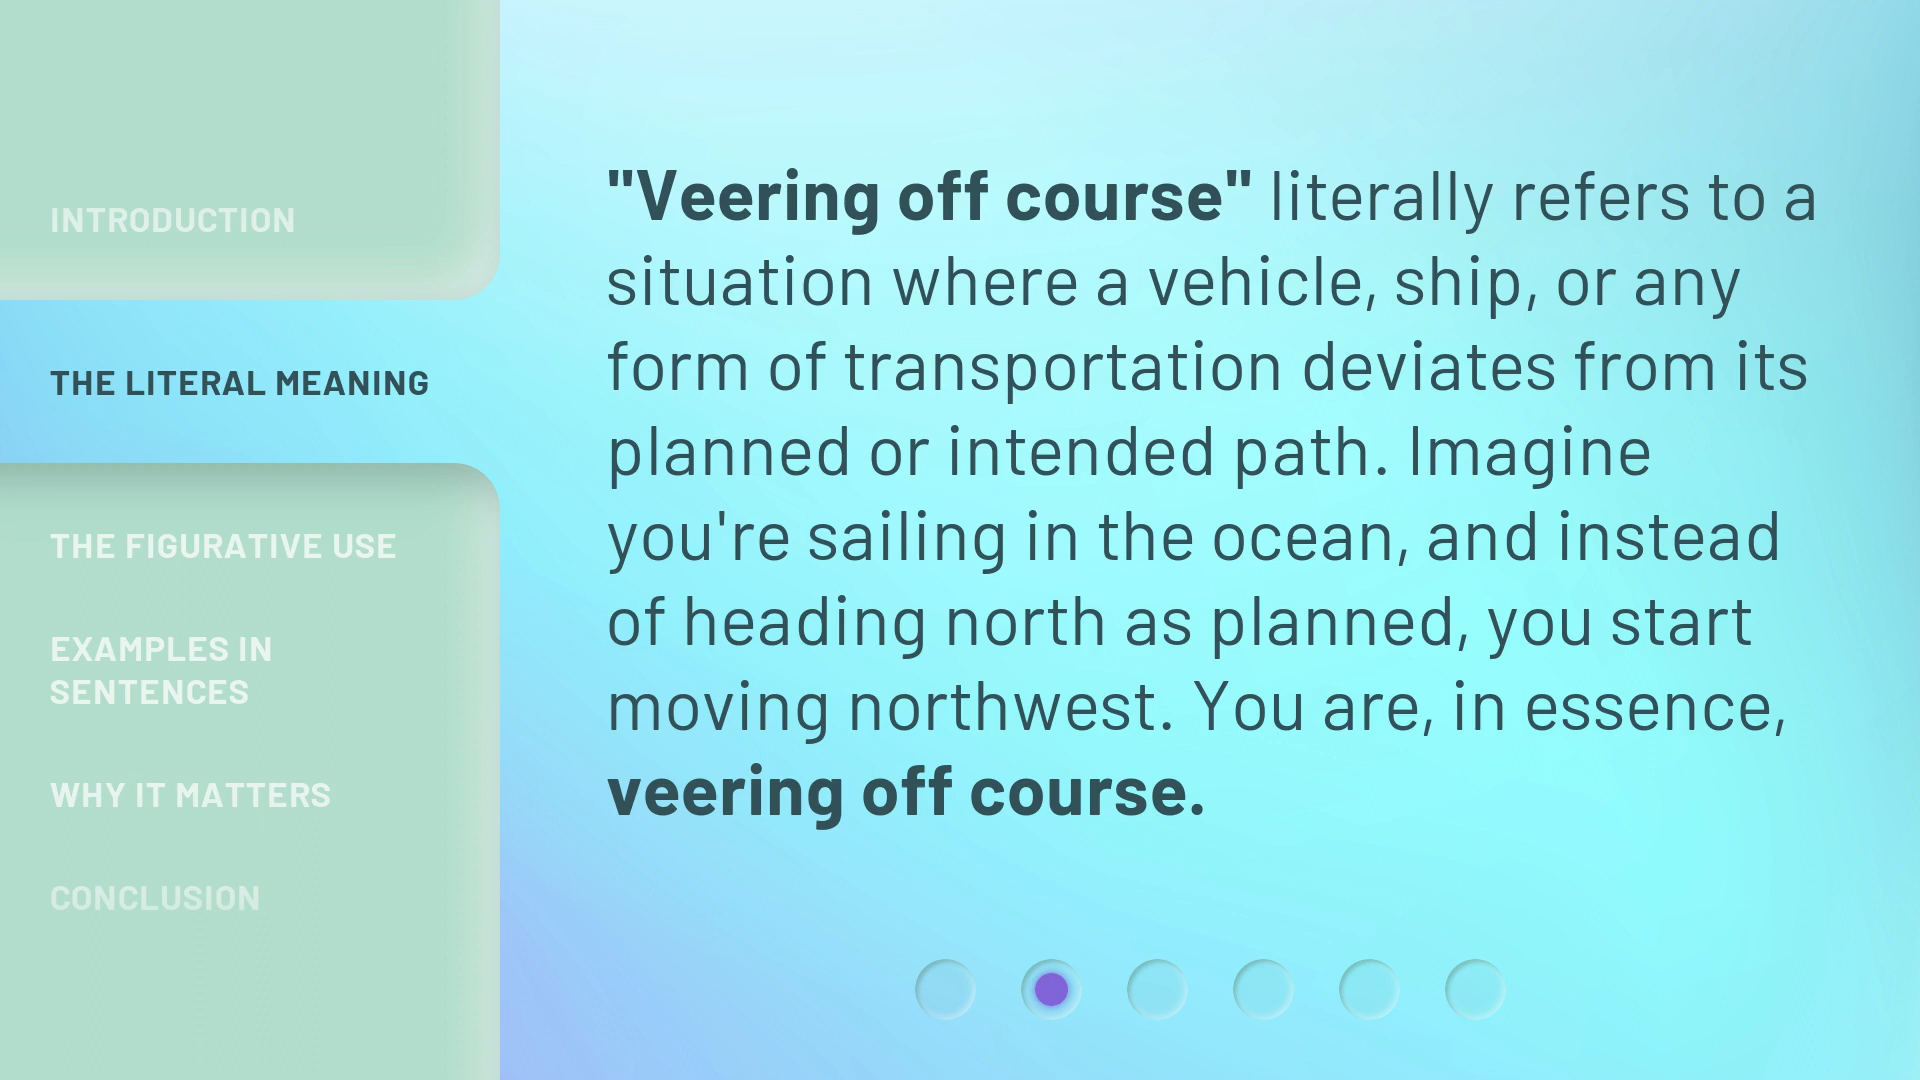 INTRODUCTION
THE LITERAL MEANING
THE FIGURATIVE USE
EXAMPLES IN
SENTENCES
WHY IT MATTERS
CONCLUSION
"Veering off course" literally refers to a
situation where a vehicle, ship, or any
form of transportation deviates from its
planned or intended path. Imagine
you're sailing in the ocean, and instead
of heading north as planned, you start
moving northwest. You are, in essence,
veering off course.